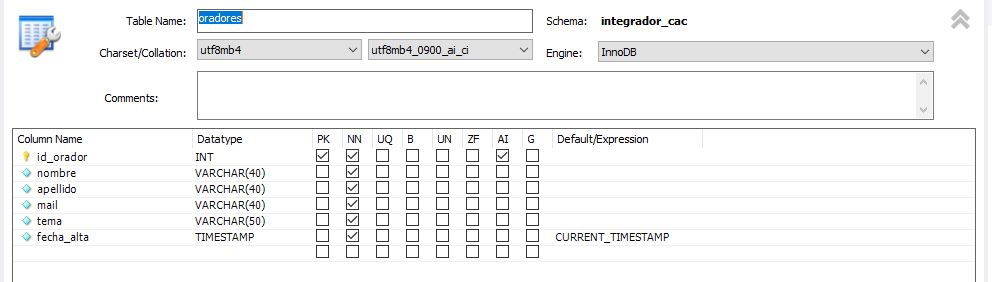 Table Name: oradores Schema: integrador_cac
Charset/Collation: utf8mb4 utf8mb4_0900_ai_ci Engine: InnoDB
Comments:
Column Name Datatype PK NN UQ B UN ZF AI G Default/Expression
id_orador INT
nombre VARCHAR(40)
apellido VARCHAR(40)
mail VARCHAR(40)
tema VARCHAR(50)
fecha_alta TIMESTAMP CURRENT_TIMESTAMP